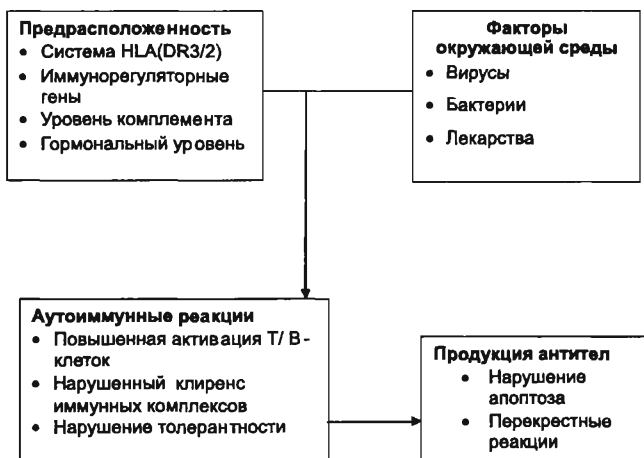 Предрасположенность
• Система HLA(DR3/2)
• Иммунорегуляторные
гены
• Уровень комплемента
• Гормональный уровень
Факторы
окружающей среды
• Вирусы
• Бактерии
• Лекарства
Аутоиммунные реакции
• Повышенная активация Т/ В -
клеток
• Нарушенный клиренс
иммунных комплексов
• Нарушение толерантности
Продукция антител
• Нарушение
апоптоза
• Перекрестные
реакции